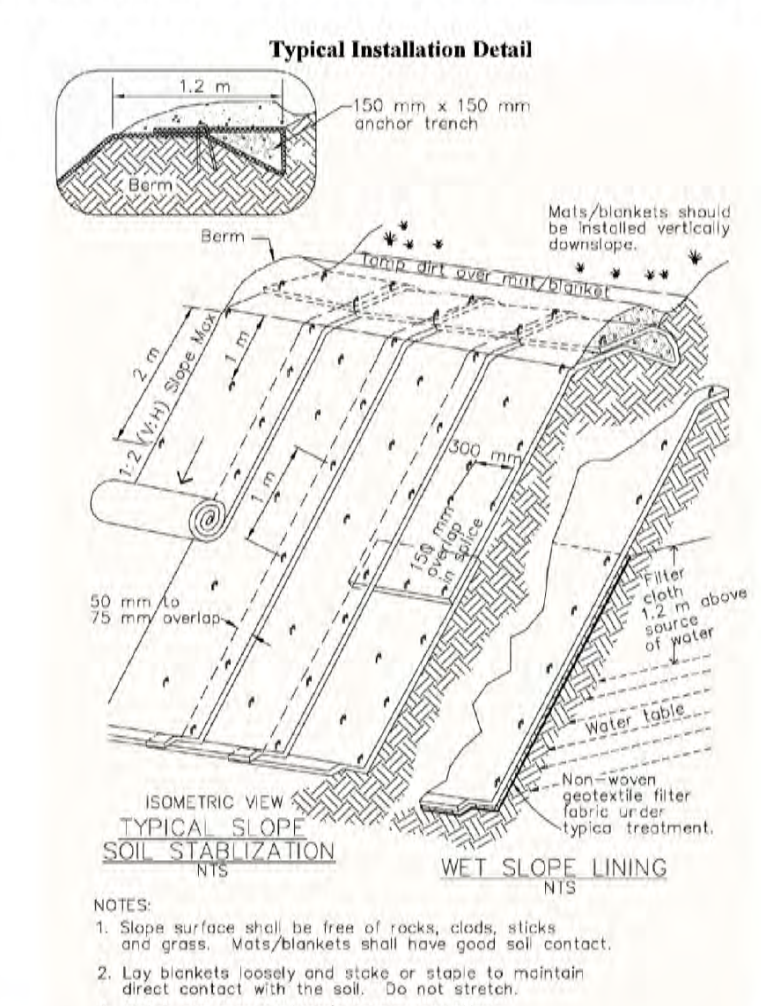 Typical Installation Detail
1.2 m
150 mm x 150 mm
anchor trench
Berm
Mats/blankets should
be installed vertically
downslope.
Berm
Tamp dirt over mat/blanket
2 m
1:2 (V:H) Slope Max
1 m
300 mm
1 m
150 mm
overlap
in splice
50 mm to
75 mm overlap
Filter
cloth
1.2 m above
source
of water
Water table
Non-woven
geotextile filter
fabric under
typica treatment.
ISOMETRIC VIEW
TYPICAL SLOPE
SOIL STABLIZATION
NTS
WET SLOPE LINING
NTS
NOTES:
1. Slope surface shall be free of rocks, clods, sticks
and grass. Mats/blankets shall have good soil contact.
2. Lay blankets loosely and stake or staple to maintain
direct contact with the soil. Do not stretch.